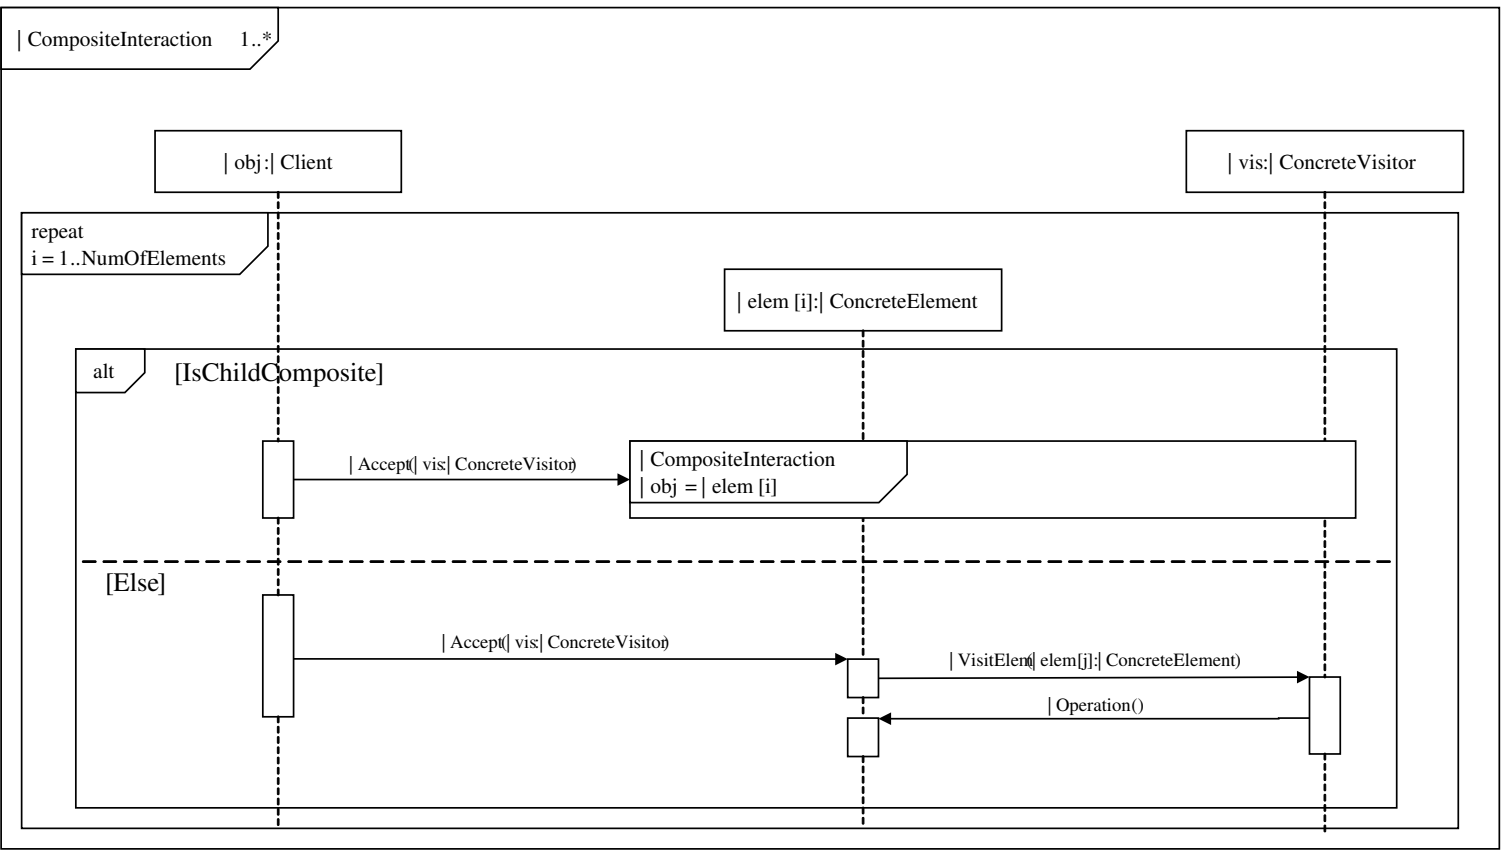 | CompositeInteraction 1..*
| obj:| Client
| vis:| ConcreteVisitor
repeat
i = 1..NumOfElements
| elem [i]:| ConcreteElement
alt [IsChildComposite]
| Accept(| vis:| ConcreteVisitor)
| CompositeInteraction
| obj = | elem [i]
[Else]
| Accept(| vis:| ConcreteVisitor)
| VisitElem(| elem[j]:| ConcreteElement)
| Operation()